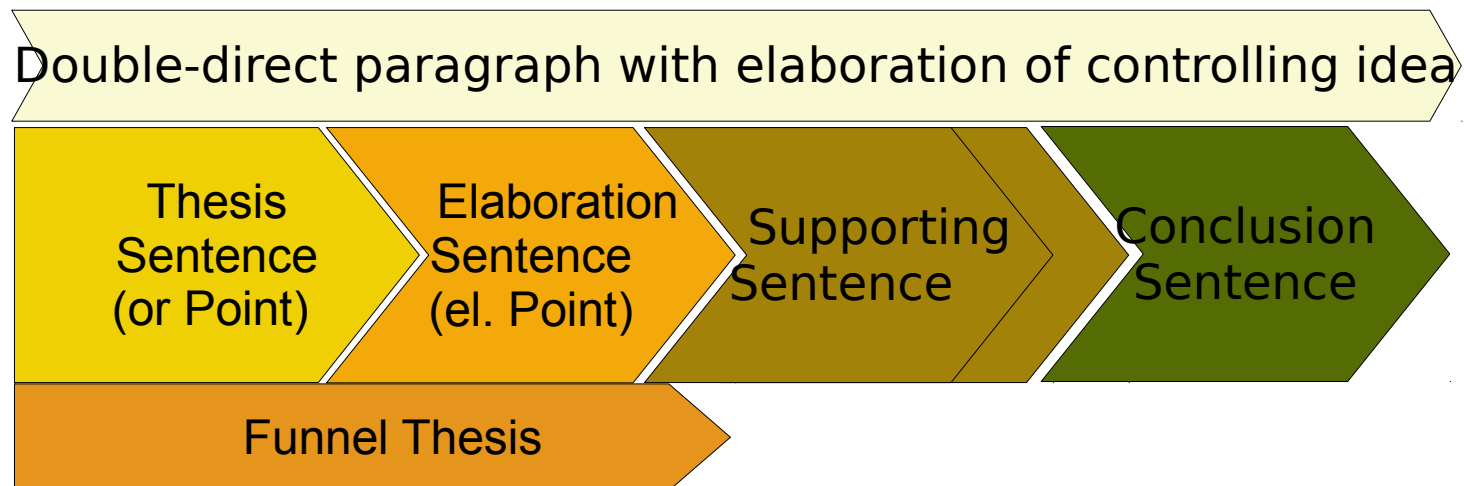 Double-direct paragraph with elaboration of controlling idea
Thesis
Sentence
(or Point)
Elaboration
Sentence
(el. Point)
Supporting
Sentence
Conclusion
Sentence
Funnel Thesis